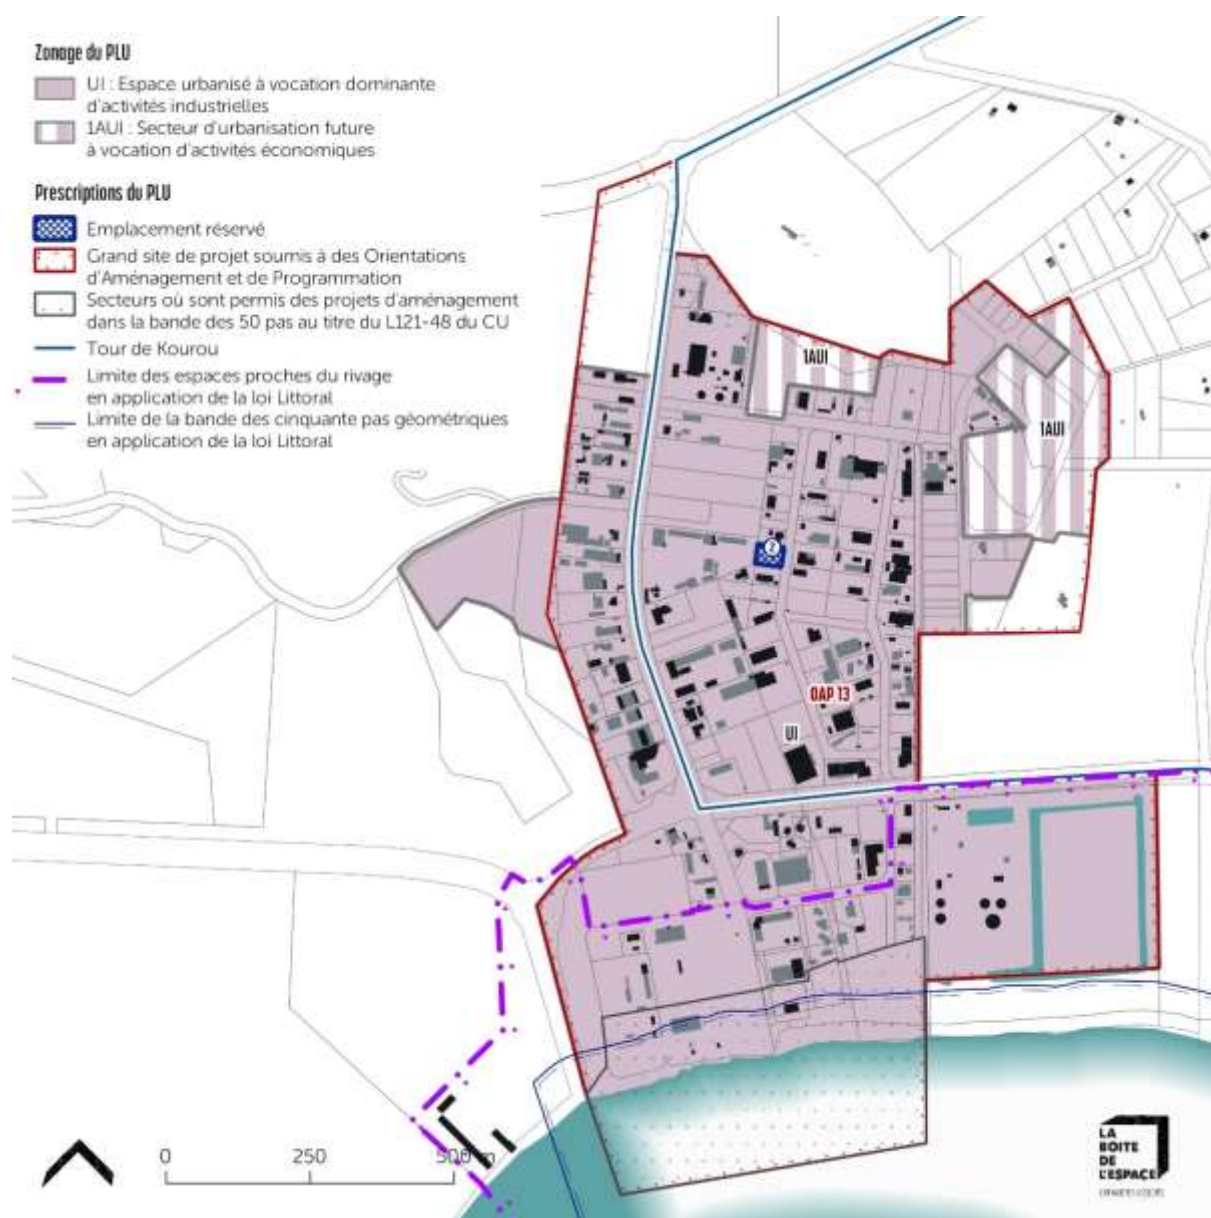 Zonage du PLU
UI : Espace urbanisé à vocation dominante
d'activités industrielles
1AUI : Secteur d'urbanisation future
à vocation d'activités économiques
Prescriptions du PLU
Emplacement réservé
Grand site de projet soumis à des Orientations
d'Aménagement et de Programmation
Secteurs où sont permis des projets d'aménagement
dans la bande des 50 pas au titre du L121-48 du CU
Tour de Kourou
Limite des espaces proches du rivage
en application de la loi Littoral
Limite de la bande des cinquante pas géométriques
en application de la loi Littoral
1AUI
1AUI
2
OAP 13
UI
0
250
500 m
LA
BOITE
DE
L'ESPACE